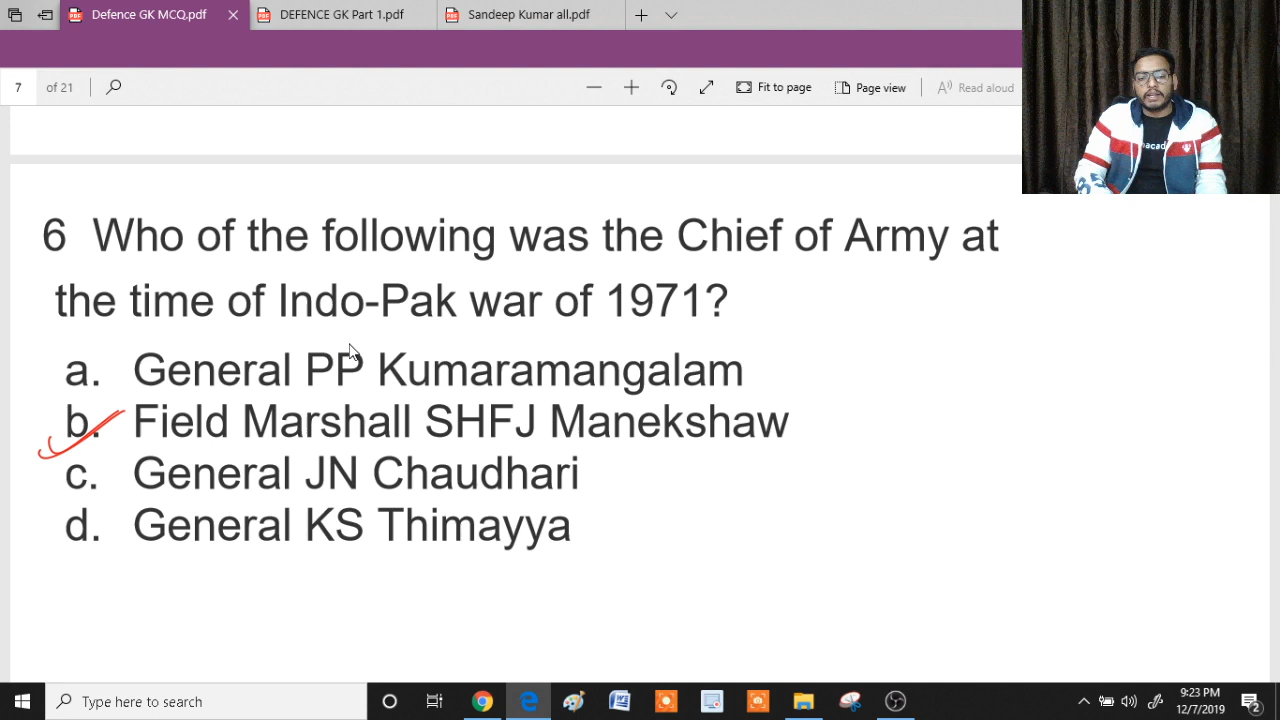 Defence GK MCQ.pdf
DEFENCE GK Part 1.pdf
Sandeep Kumar all.pdf
7 of 21
Fit to page
Page view
Read aloud
6 Who of the following was the Chief of Army at
the time of Indo-Pak war of 1971?
a. General PP Kumaramangalam
b. Field Marshall SHFJ Manekshaw
c. General JN Chaudhari
d. General KS Thimayya
Type here to search
9:23 PM
12/7/2019
2